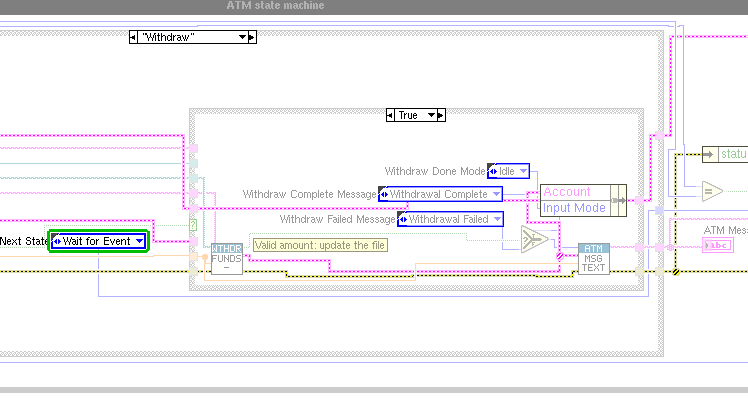 ATM state machine
"Withdraw"
True
Withdraw Done Mode
Idle
Withdraw Complete Message
Withdrawal Complete
Account
Input Mode
Withdraw Failed Message
Withdrawal Failed
Next State
Wait for Event
Valid amount: update the file
WTHDR
FUNDS
–
T
?
F
ATM
MSG
TEXT
?
statu
=
ATM Mess
abc